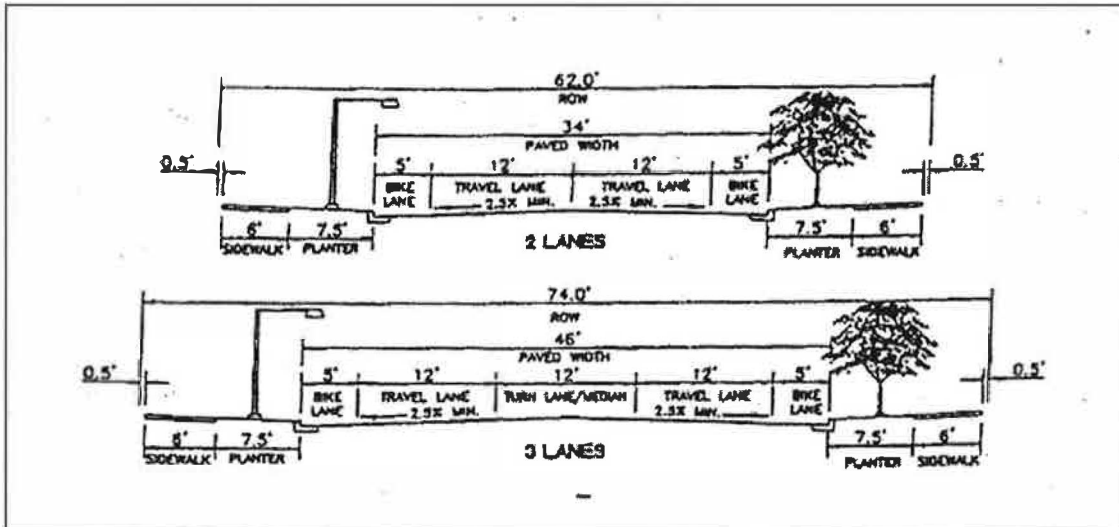 62.0'
ROW
34'
PAVED WIDTH
0.5' 5' 12' 12' 5' 0.5'
BIKE LANE TRAVEL LANE TRAVEL LANE BIKE LANE
2.5% MIN. 2.5% MIN.
6' 7.5' 7.5' 6'
SIDEWALK PLANTER 2 LANES PLANTER SIDEWALK
74.0'
ROW
46'
PAVED WIDTH
0.5' 5' 12' 12' 12' 5' 0.5'
BIKE LANE TRAVEL LANE TURN LANE/MEDIAN TRAVEL LANE BIKE LANE
2.5% MIN. 2.5% MIN.
6' 7.5' 7.5' 6'
SIDEWALK PLANTER 3 LANES PLANTER SIDEWALK